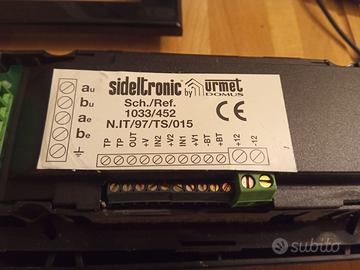 sideltronic by urmet
DOMUS
Sch./Ref.
1033/452
N.IT/97/TS/015
CE
au
bu
ae
be
TP TP OUT +V IN2 +V2 IN1 +V1 -BT +BT +12 -12
subito